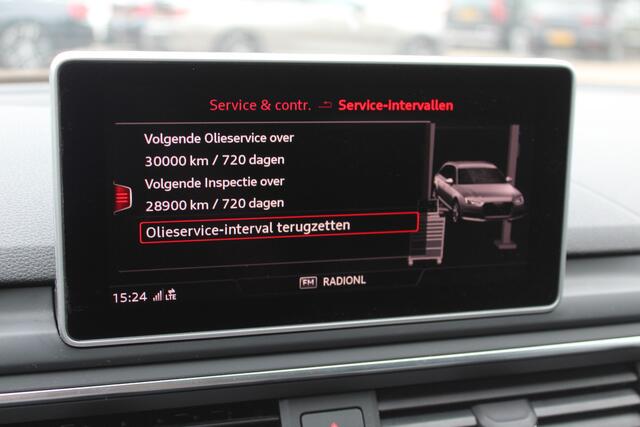 Service & contr. Service-intervallen
Volgende Olieservice over
30000 km / 720 dagen
Volgende Inspectie over
28900 km / 720 dagen
Olieservice-interval terugzetten
FM RADIONL
15:24 LTE